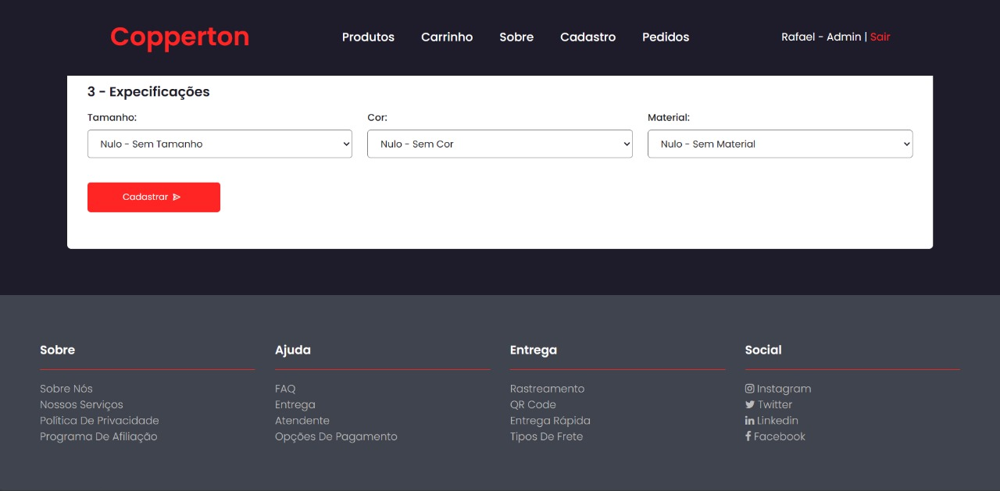 Copperton
Produtos Carrinho Sobre Cadastro Pedidos
Rafael - Admin | Sair
3 - Expecificações
Tamanho: Cor: Material:
Nulo - Sem Tamanho Nulo - Sem Cor Nulo - Sem Material
Cadastrar
Sobre
Sobre Nós
Nossos Serviços
Política De Privacidade
Programa De Afiliação
Ajuda
FAQ
Entrega
Atendente
Opções De Pagamento
Entrega
Rastreamento
QR Code
Entrega Rápida
Tipos De Frete
Social
Instagram
Twitter
Linkedin
Facebook